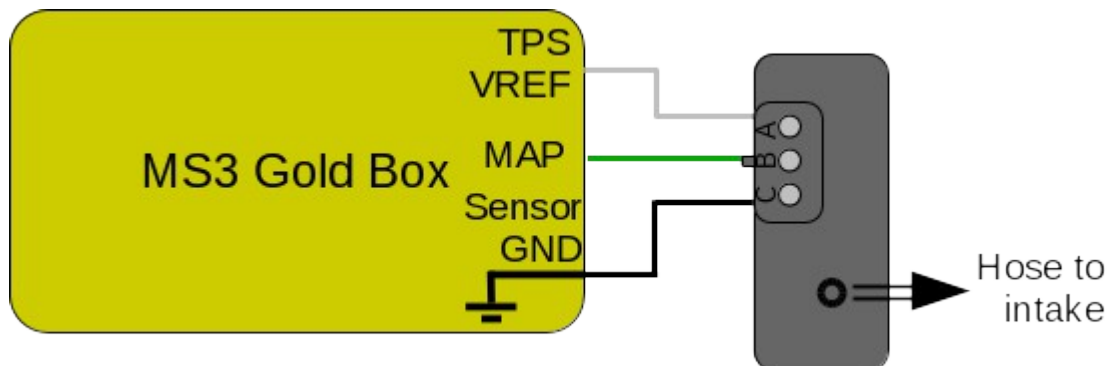 TPS
VREF
MS3 Gold Box
MAP
Sensor
GND
A
B
C
Hose to
intake